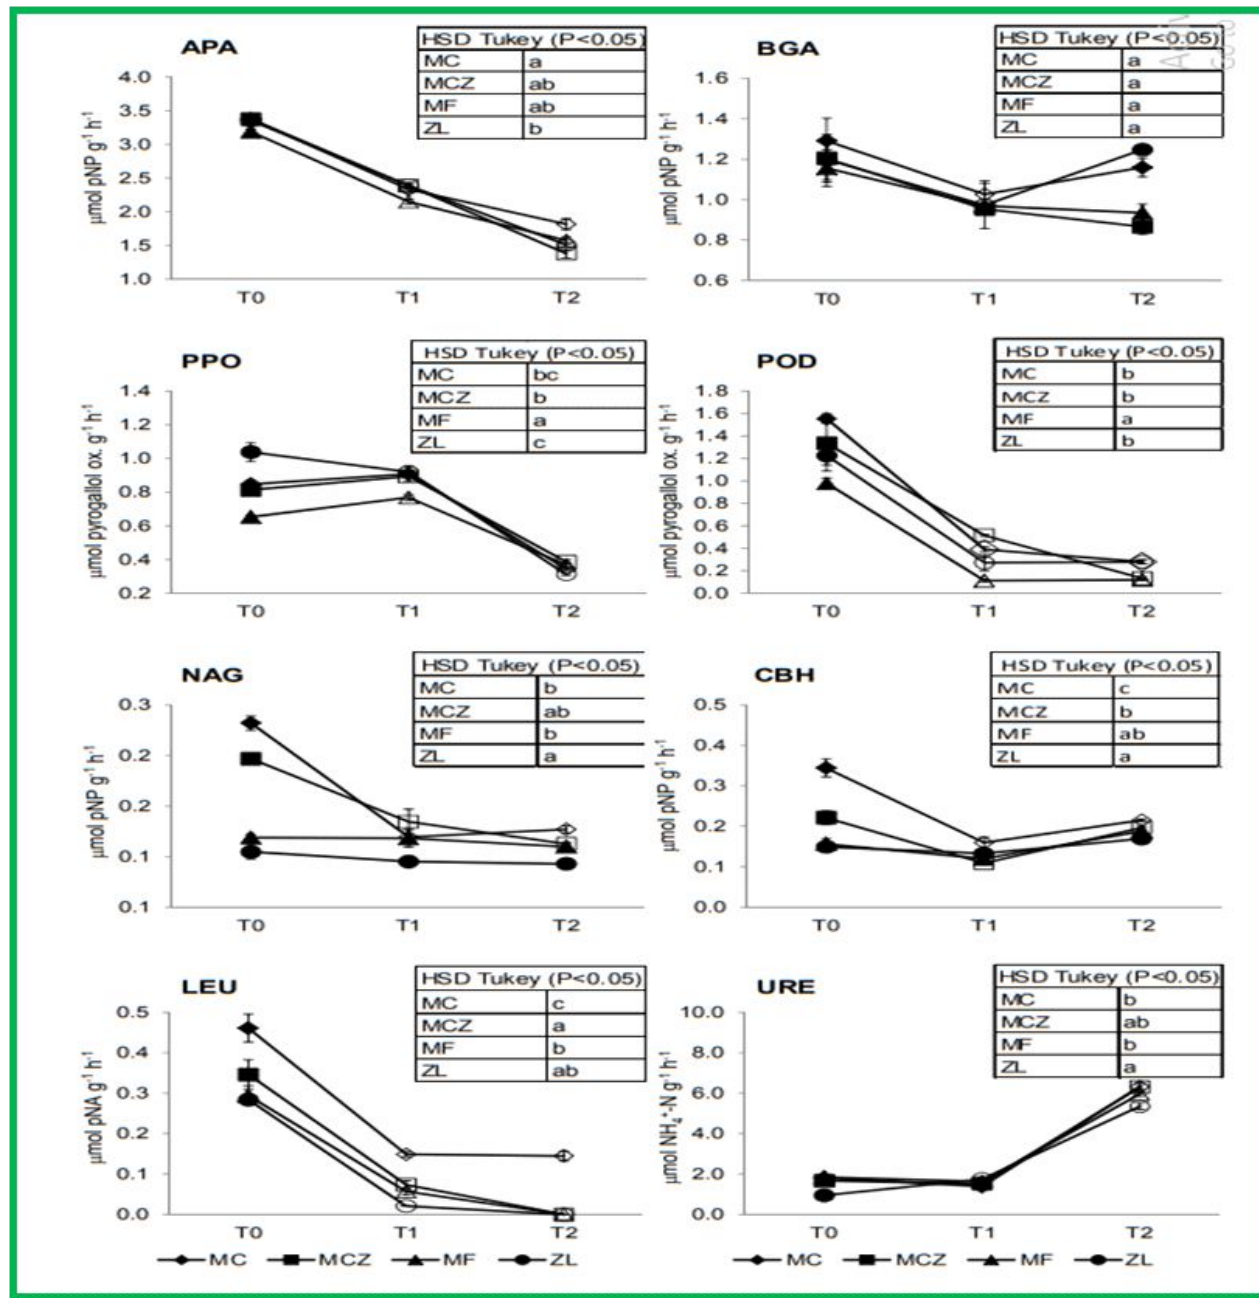 APA
HSD Tukey (P<0.05)
MC a
MCZ ab
MF ab
ZL b
µmol pNP g⁻¹ h⁻¹
4.0
3.5
3.0
2.5
2.0
1.5
1.0
T0 T1 T2
BGA
HSD Tukey (P<0.05)
MC a
MCZ a
MF a
ZL a
µmol pNP g⁻¹ h⁻¹
1.6
1.4
1.2
1.0
0.8
0.6
T0 T1 T2
PPO
HSD Tukey (P<0.05)
MC bc
MCZ b
MF a
ZL c
µmol pyrogallol ox. g⁻¹ h⁻¹
1.4
1.2
1.0
0.8
0.6
0.4
0.2
T0 T1 T2
POD
HSD Tukey (P<0.05)
MC b
MCZ b
MF a
ZL b
µmol pyrogallol ox. g⁻¹ h⁻¹
1.8
1.6
1.4
1.2
1.0
0.8
0.6
0.4
0.2
0.0
T0 T1 T2
NAG
HSD Tukey (P<0.05)
MC b
MCZ ab
MF b
ZL a
µmol pNP g⁻¹ h⁻¹
0.3
0.2
0.2
0.1
0.1
T0 T1 T2
CBH
HSD Tukey (P<0.05)
MC c
MCZ b
MF ab
ZL a
µmol pNP g⁻¹ h⁻¹
0.5
0.4
0.3
0.2
0.1
0.0
T0 T1 T2
LEU
HSD Tukey (P<0.05)
MC c
MCZ a
MF b
ZL ab
µmol pNA g⁻¹ h⁻¹
0.5
0.4
0.3
0.2
0.1
0.0
T0 T1 T2
MC MCZ MF ZL
URE
HSD Tukey (P<0.05)
MC b
MCZ ab
MF b
ZL a
µmol NH₄⁺-N g⁻¹ h⁻¹
10.0
8.0
6.0
4.0
2.0
0.0
T0 T1 T2
MC MCZ MF ZL